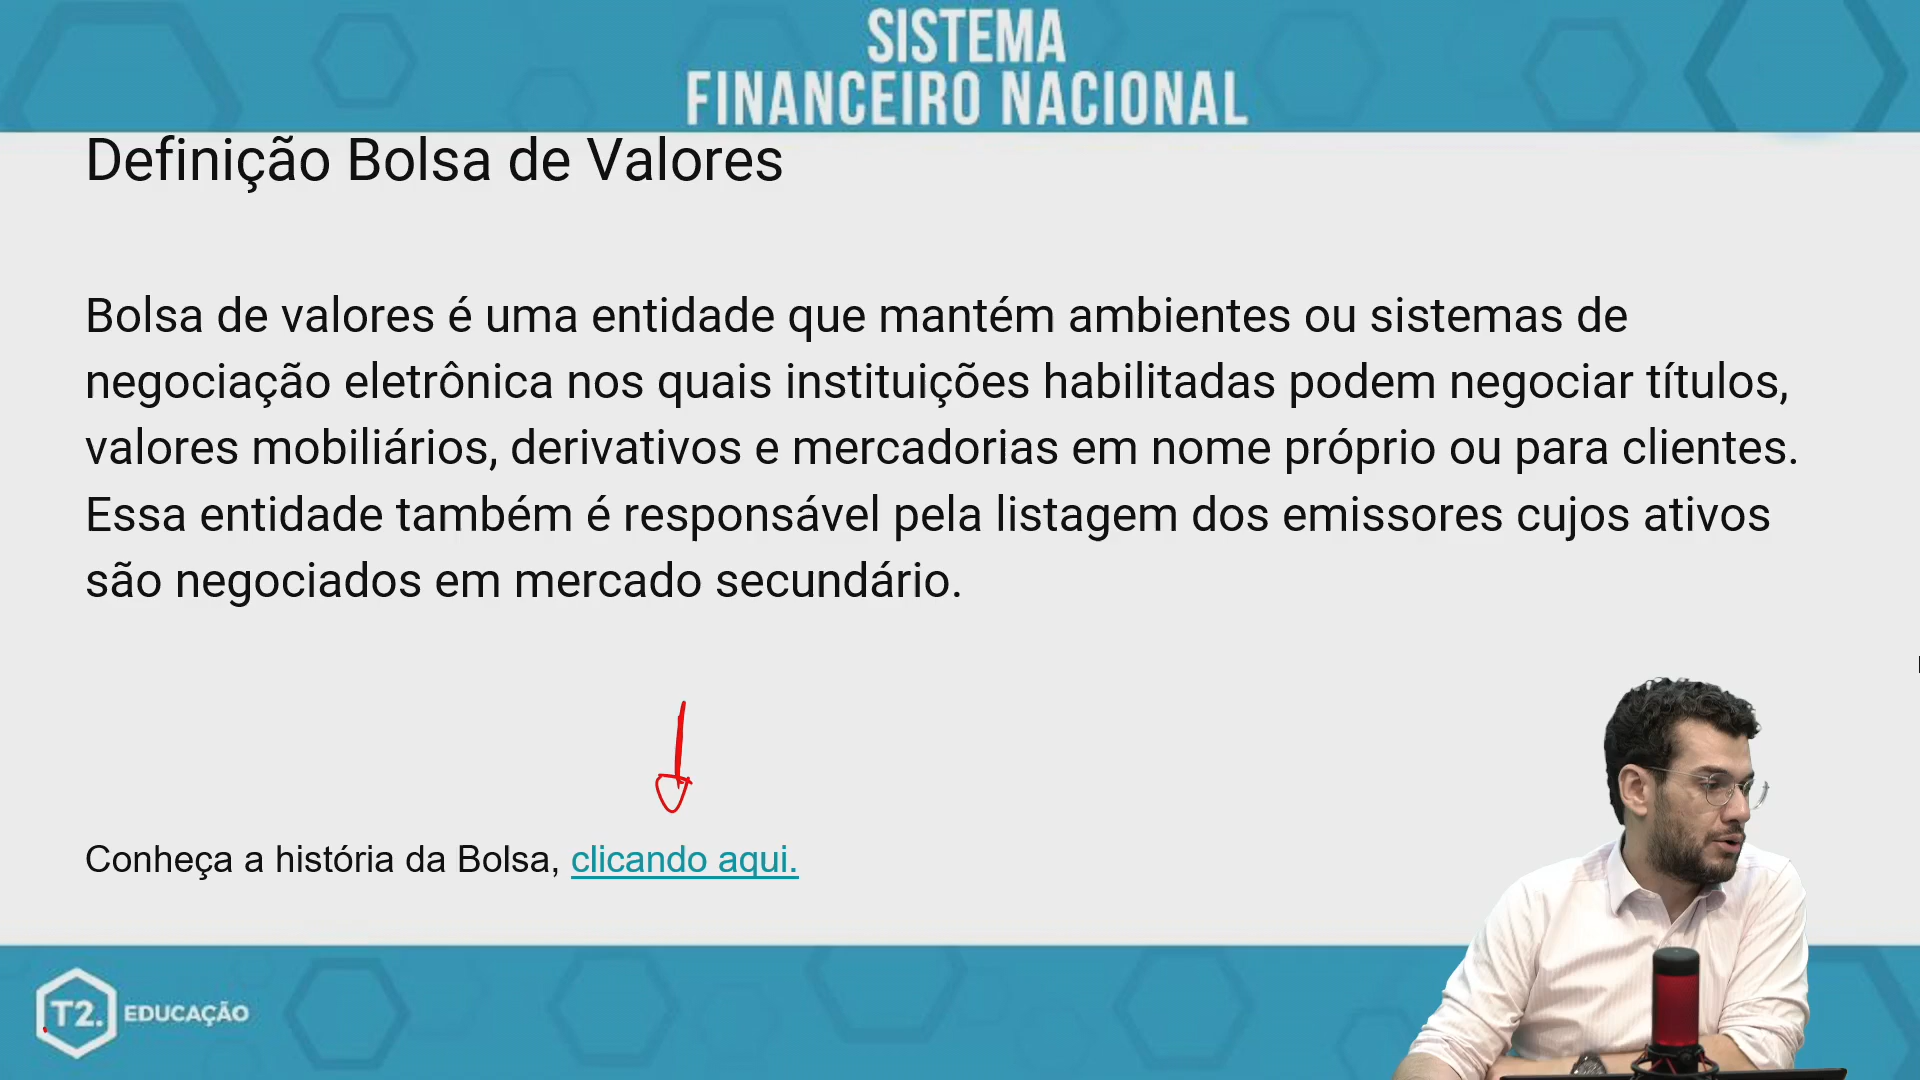 SISTEMA
FINANCEIRO NACIONAL
Definição Bolsa de Valores
Bolsa de valores é uma entidade que mantém ambientes ou sistemas de
negociação eletrônica nos quais instituições habilitadas podem negociar títulos,
valores mobiliários, derivativos e mercadorias em nome próprio ou para clientes.
Essa entidade também é responsável pela listagem dos emissores cujos ativos
são negociados em mercado secundário.
Conheça a história da Bolsa, clicando aqui.
T2. EDUCAÇÃO